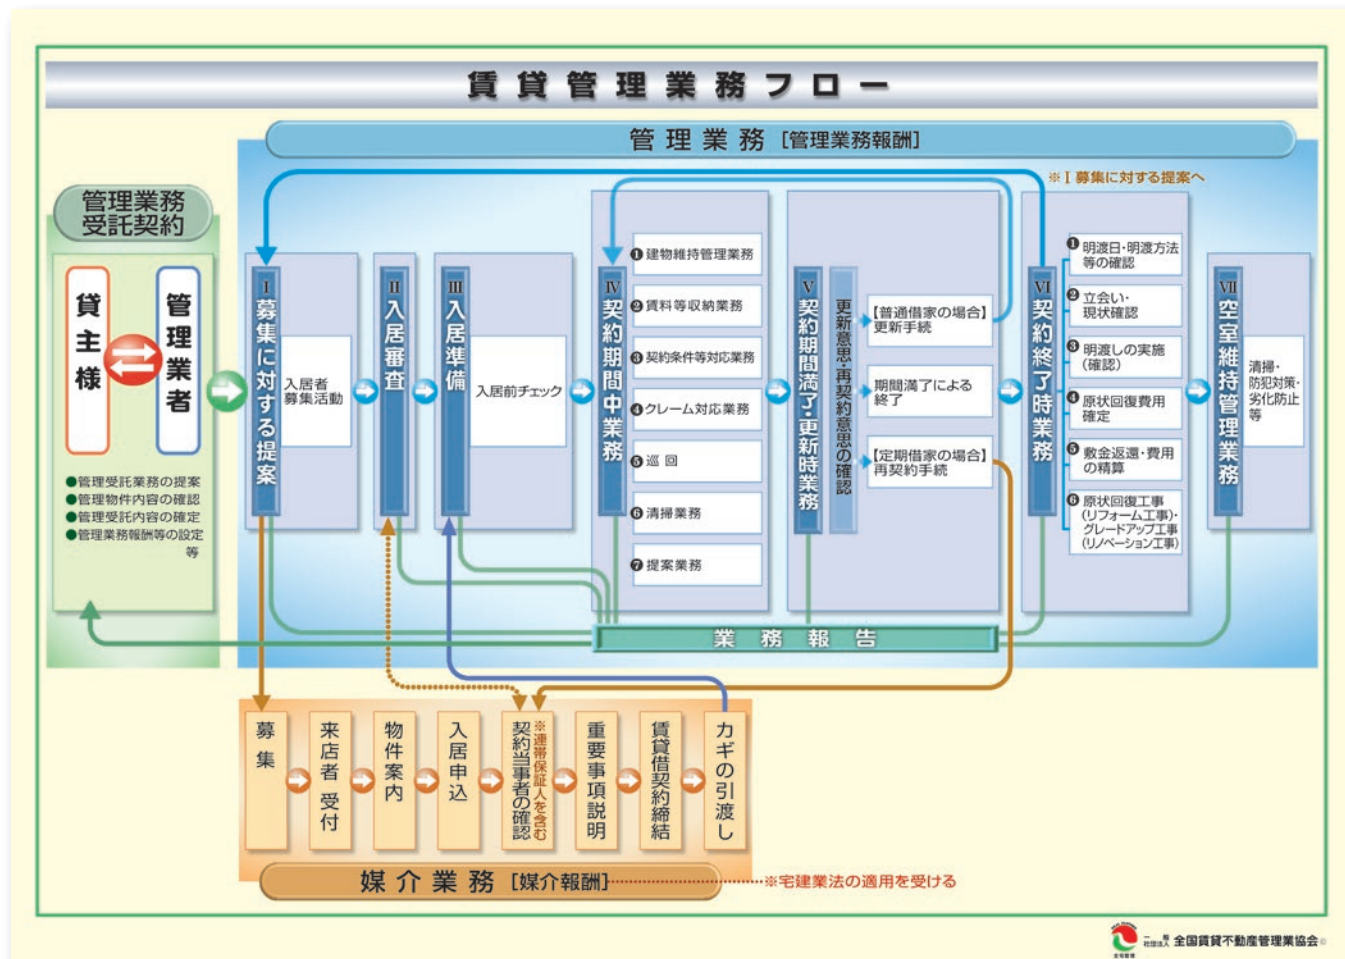 賃貸管理業務フロー
管理業務 [管理業務報酬]
※Ⅰ募集に対する提案へ
管理業務
受託契約
貸主様
管理業者
●管理受託業務の提案
●管理物件内容の確認
●管理受託内容の確定
●管理業務報酬等の設定
等
Ⅰ 募集に対する提案
入居者
募集活動
Ⅱ 入居審査
Ⅲ 入居準備
入居前チェック
Ⅳ 契約期間中業務
❶建物維持管理業務
❷賃料等収納業務
❸契約条件等対応業務
❹クレーム対応業務
❺巡回
❻清掃業務
❼提案業務
Ⅴ 契約期間満了・更新時業務
更新意思・再契約意思の確認
【普通借家の場合】
更新手続
期間満了による
終了
【定期借家の場合】
再契約手続
Ⅵ 契約終了時業務
❶明渡日・明渡方法
等の確認
❷立会い・
現状確認
❸明渡しの実施
(確認)
❹原状回復費用
確定
❺敷金返還・費用
の精算
❻原状回復工事
(リフォーム工事)・
グレードアップ工事
(リノベーション工事)
Ⅶ 空室維持管理業務
清掃・
防犯対策・
劣化防止
等
業務報告
募集
来店者 受付
物件案内
入居申込
※連帯保証人を含む
契約当事者の確認
重要事項説明
賃貸借契約締結
カギの引渡し
媒介業務 [媒介報酬]
※宅建業法の適用を受ける
全宅管理
一般
社団法人 全国賃貸不動産管理業協会©